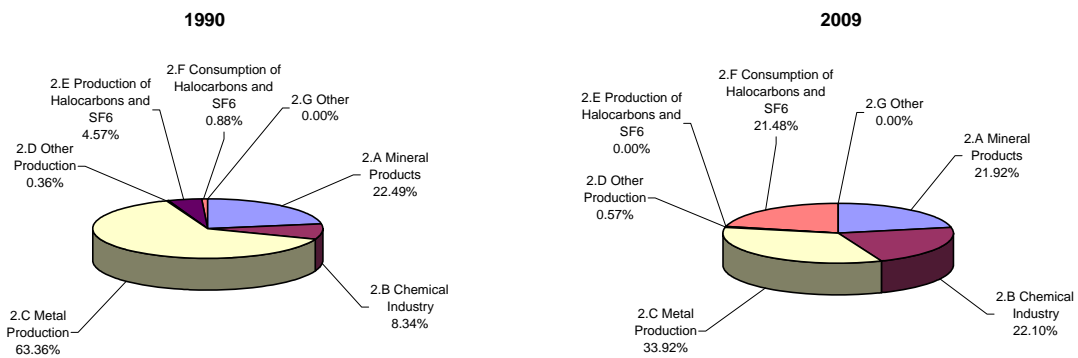 1990
2.E Production of
Halocarbons and
SF6
4.57%
2.F Consumption of
Halocarbons and
SF6
0.88%
2.G Other
0.00%
2.D Other
Production
0.36%
2.A Mineral
Products
22.49%
2.C Metal
Production
63.36%
2.B Chemical
Industry
8.34%
2009
2.E Production of
Halocarbons and
SF6
0.00%
2.F Consumption of
Halocarbons and
SF6
21.48%
2.G Other
0.00%
2.D Other
Production
0.57%
2.A Mineral
Products
21.92%
2.C Metal
Production
33.92%
2.B Chemical
Industry
22.10%